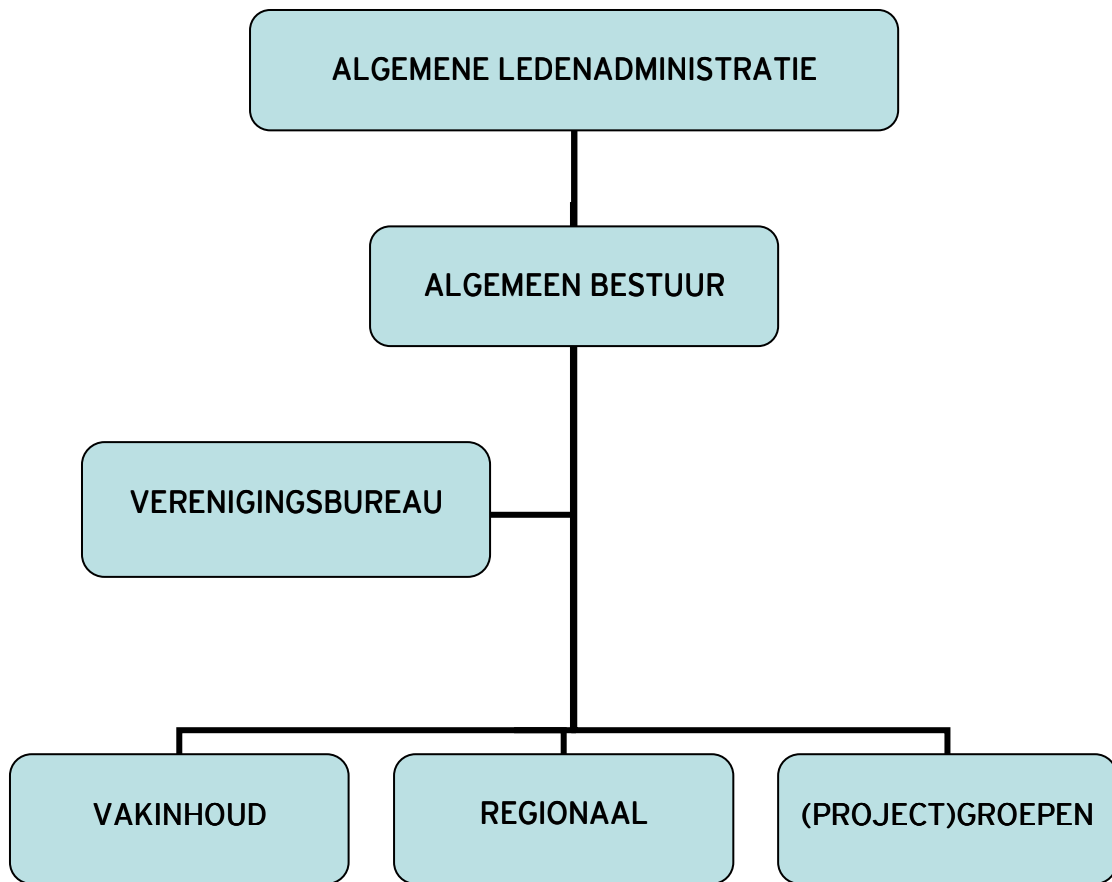 ALGEMENE LEDENADMINISTRATIE
ALGEMEEN BESTUUR
VERENIGINGSBUREAU
VAKINHOUD
REGIONAAL
(PROJECT)GROEPEN